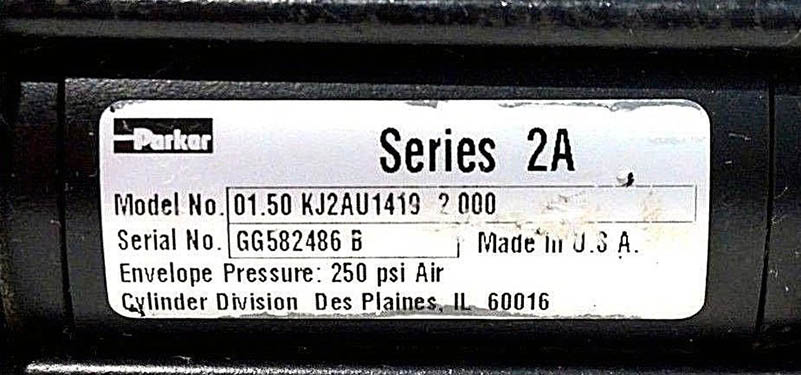 Parker
Series 2A
Model No. 01.50 KJ2AU1419 2.000
Serial No. GG582486 B Made in U.S.A.
Envelope Pressure: 250 psi Air
Cylinder Division Des Plaines, IL 60016